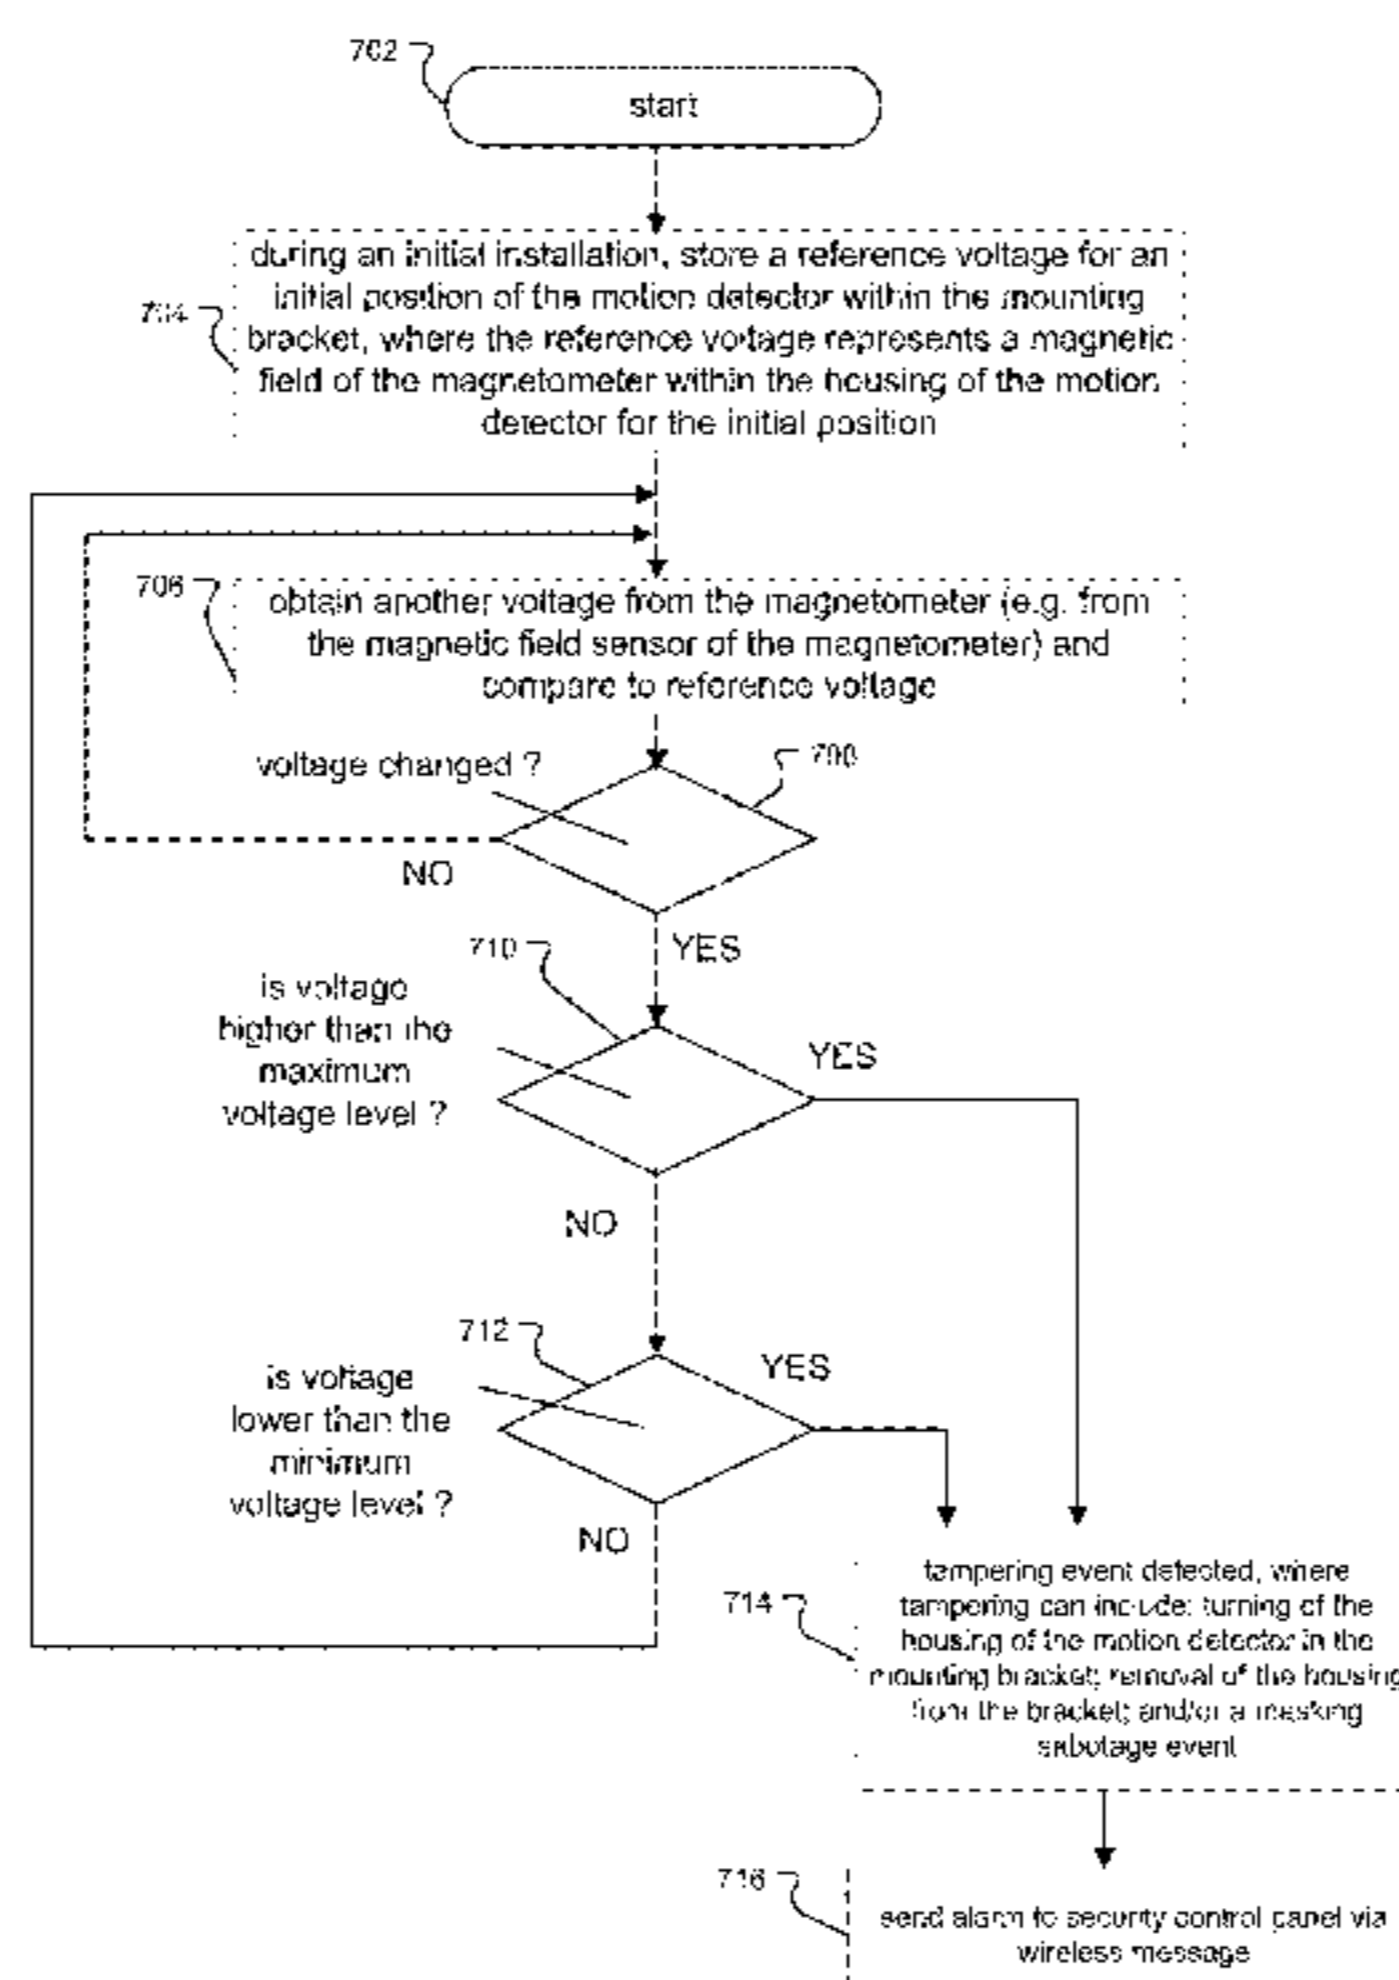 702
start
during an initial installation, store a reference voltage for an
initial position of the motion detector within the mounting
704
bracket, where the reference voltage represents a magnetic
field of the magnetometer within the housing of the motion
detector for the initial position
706
obtain another voltage from the magnetometer (e.g. from
the magnetic field sensor of the magnetometer) and
compare to reference voltage
voltage changed ?
708
NO
YES
710
is voltage
higher than the
maximum
voltage level ?
YES
NO
712
is voltage
lower than the
minimum
voltage level ?
YES
NO
714
tampering event detected, where
tampering can include: turning of the
housing of the motion detector in the
mounting bracket; removal of the housing
from the bracket; and/or a masking
sabotage event
716
send alarm to security control panel via
wireless message